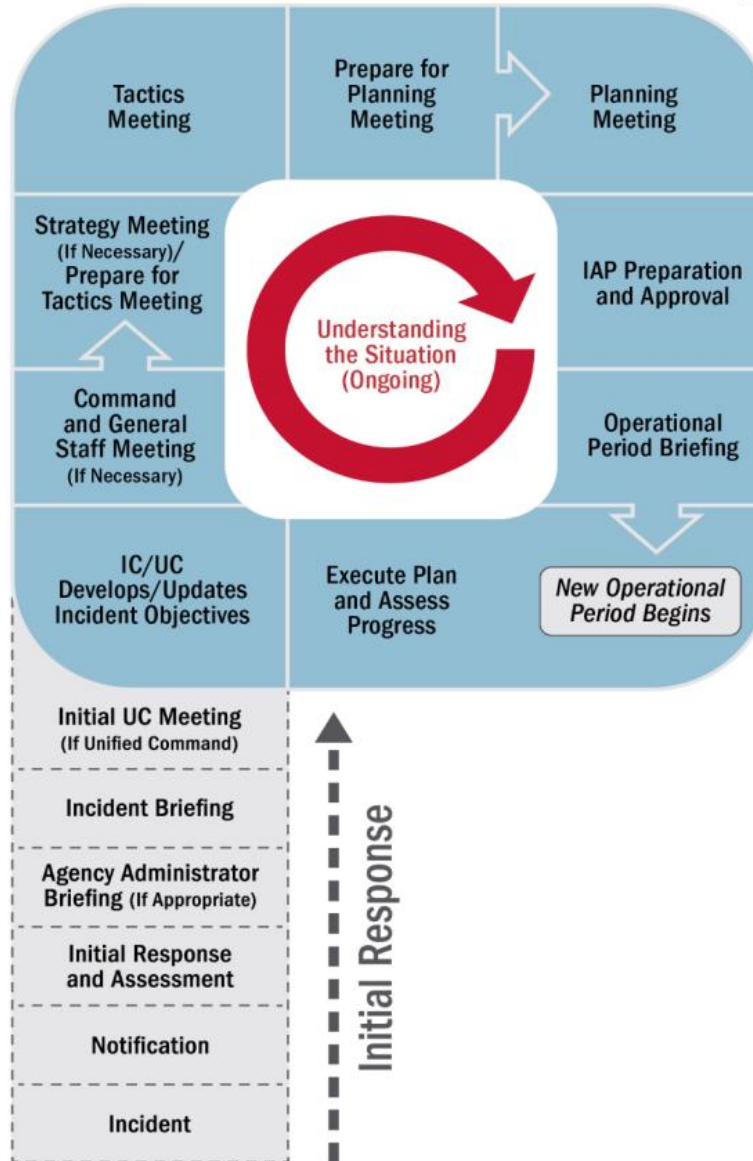 Tactics
Meeting
Prepare for
Planning
Meeting
Planning
Meeting
Strategy Meeting
(If Necessary)/
Prepare for
Tactics Meeting
Understanding
the Situation
(Ongoing)
IAP Preparation
and Approval
Command
and General
Staff Meeting
(If Necessary)
Operational
Period Briefing
IC/UC
Develops/Updates
Incident Objectives
Execute Plan
and Assess
Progress
New Operational
Period Begins
Initial UC Meeting
(If Unified Command)
Incident Briefing
Agency Administrator
Briefing (If Appropriate)
Initial Response
and Assessment
Notification
Incident
Initial Response